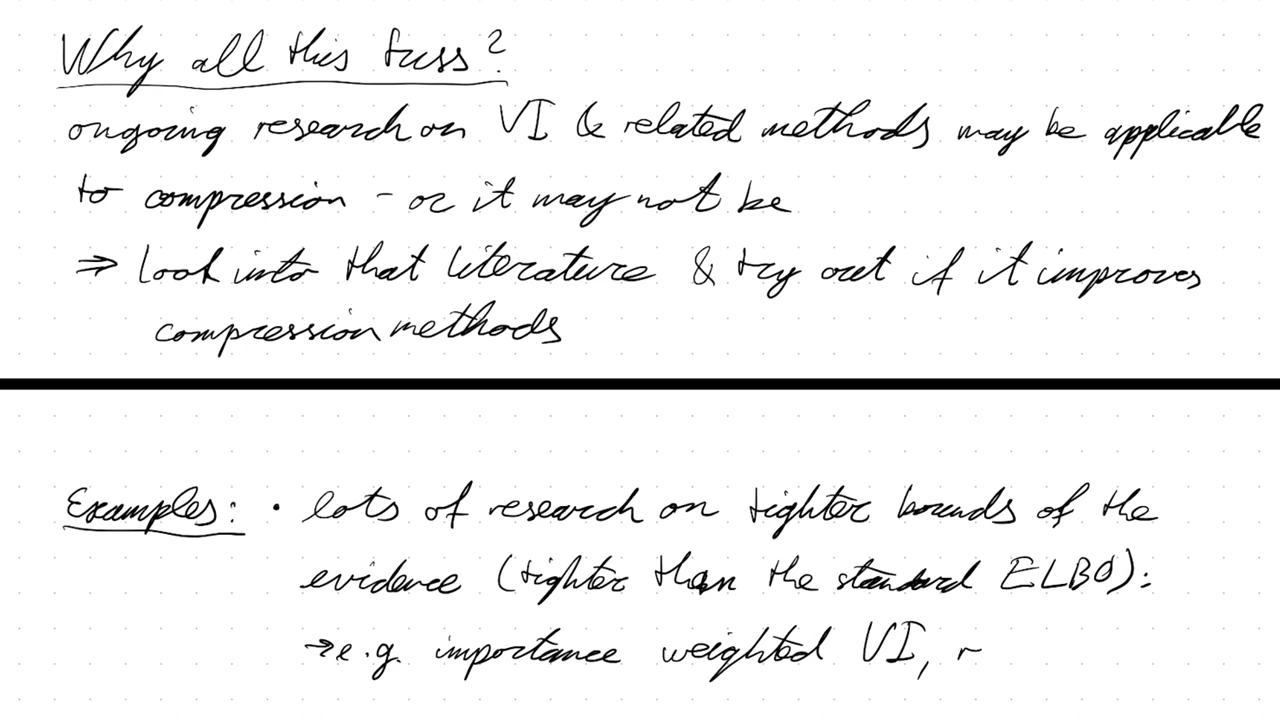 Why all this fuss?
ongoing research on VI & related methods may be applicable
to compression - or it may not be
⇒ look into that literature & try out if it improves
compression methods
Examples: • lots of research on tighter bounds of the
evidence (tighter than the standard ELBO):
→ e.g. importance weighted VI,